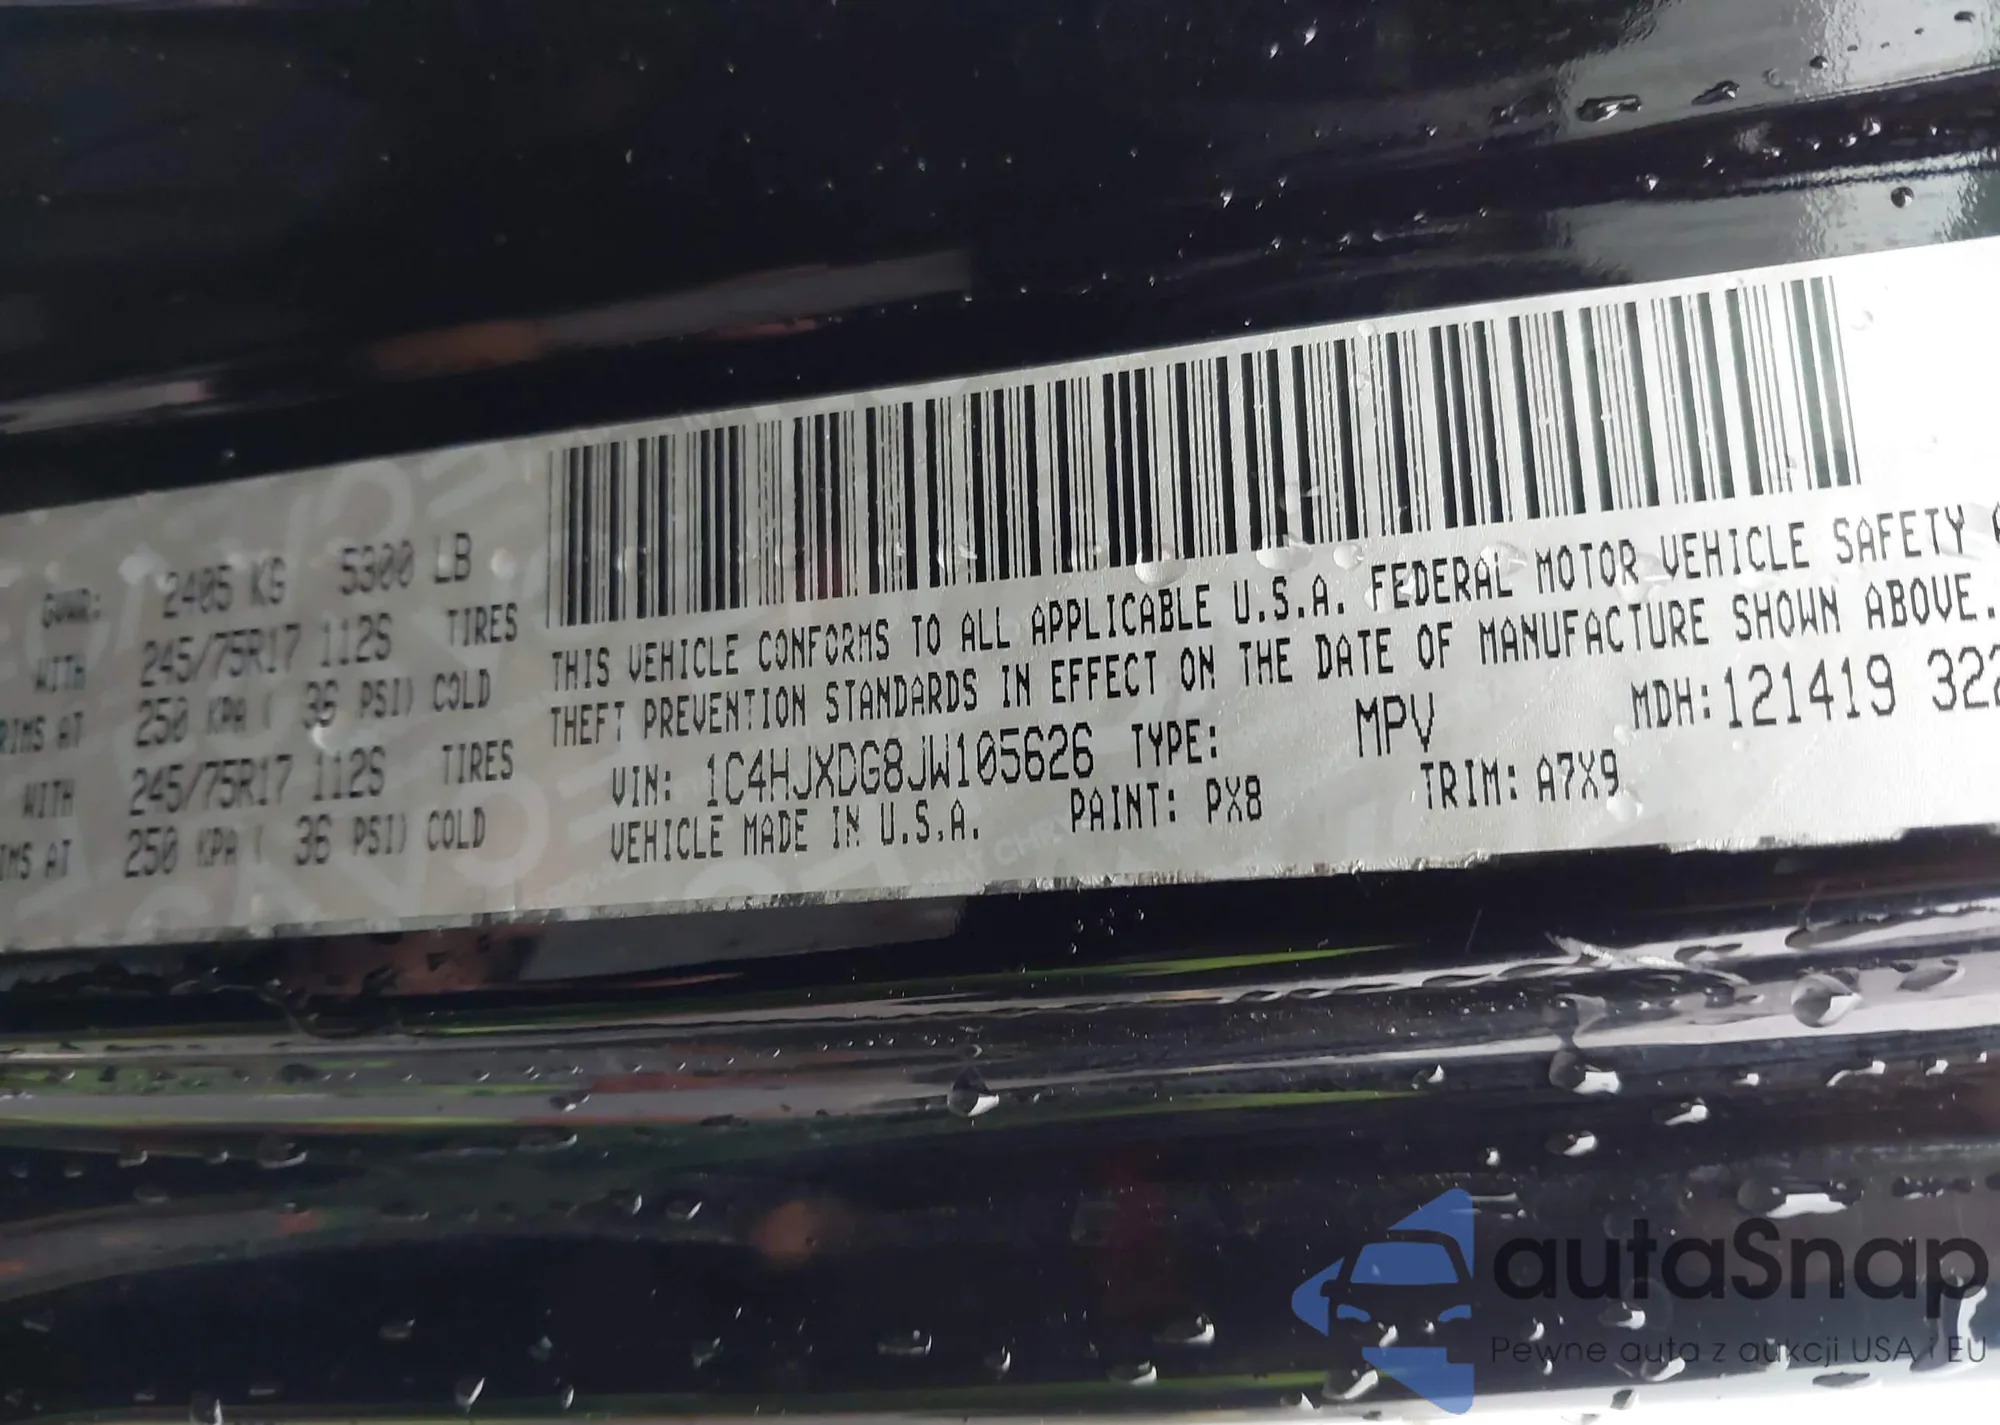 GVWR: 2405 KG 5300 LB
WITH 245/75R17 112S TIRES
RIMS AT 250 KPA ( 36 PSI) COLD
WITH 245/75R17 112S TIRES
IMS AT 250 KPA ( 36 PSI) COLD
THIS VEHICLE CONFORMS TO ALL APPLICABLE U.S.A. FEDERAL MOTOR VEHICLE SAFETY
THEFT PREVENTION STANDARDS IN EFFECT ON THE DATE OF MANUFACTURE SHOWN ABOVE.
VIN: 1C4HJXDG8JW105626 TYPE: MPV MDH:121419 322
VEHICLE MADE IN U.S.A. PAINT: PX8 TRIM: A7X9
autaSnap
Pewne auta z aukcji USA i EU